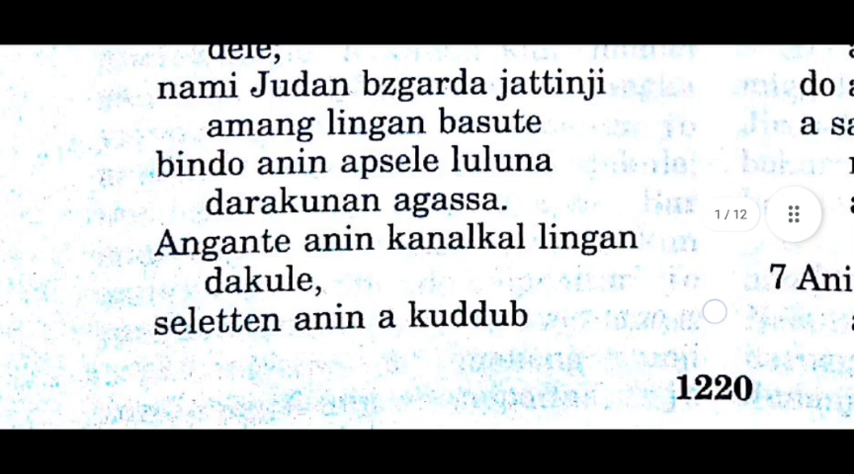 nami Judan bzgarda jattinji
amang lingan basute
bindo anin apsele luluna
darakunan agassa.
Angante anin kanalkal lingan
dakule,
seletten anin a kuddub
do
a
7 Ani
1/12
1220